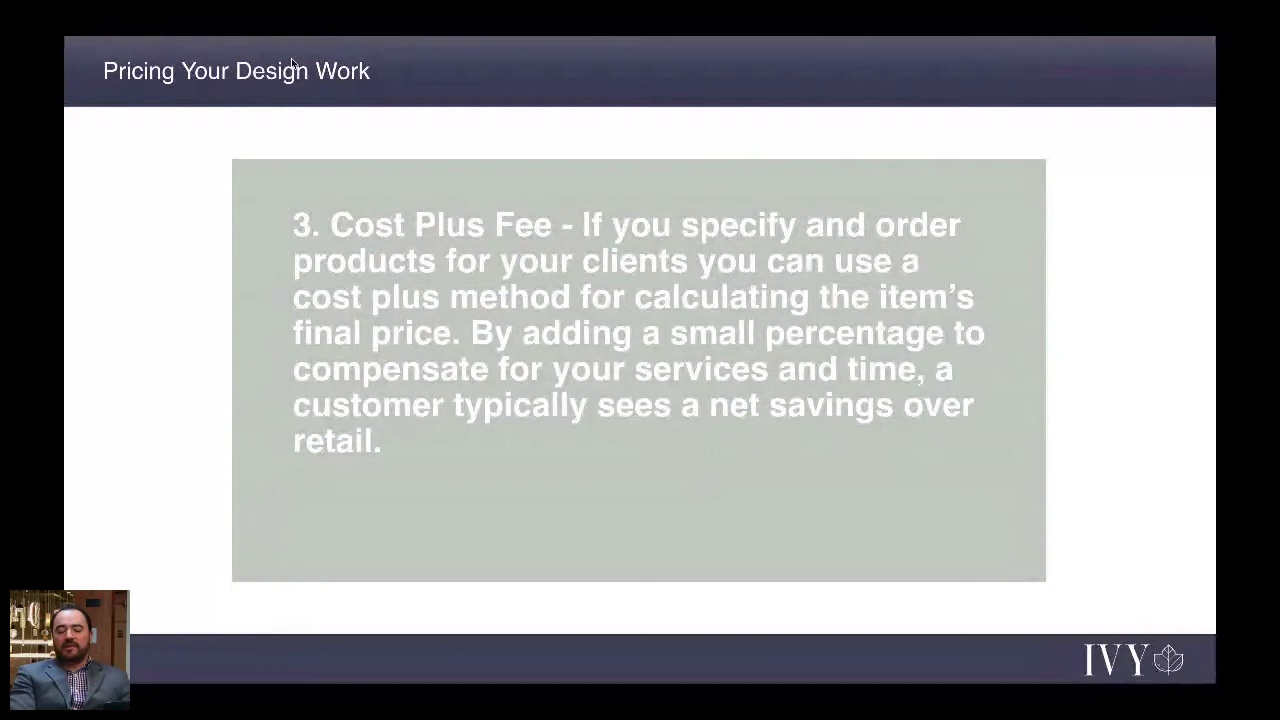 Pricing Your Design Work
3. Cost Plus Fee - If you specify and order
products for your clients you can use a
cost plus method for calculating the item’s
final price. By adding a small percentage to
compensate for your services and time, a
customer typically sees a net savings over
retail.
IVY